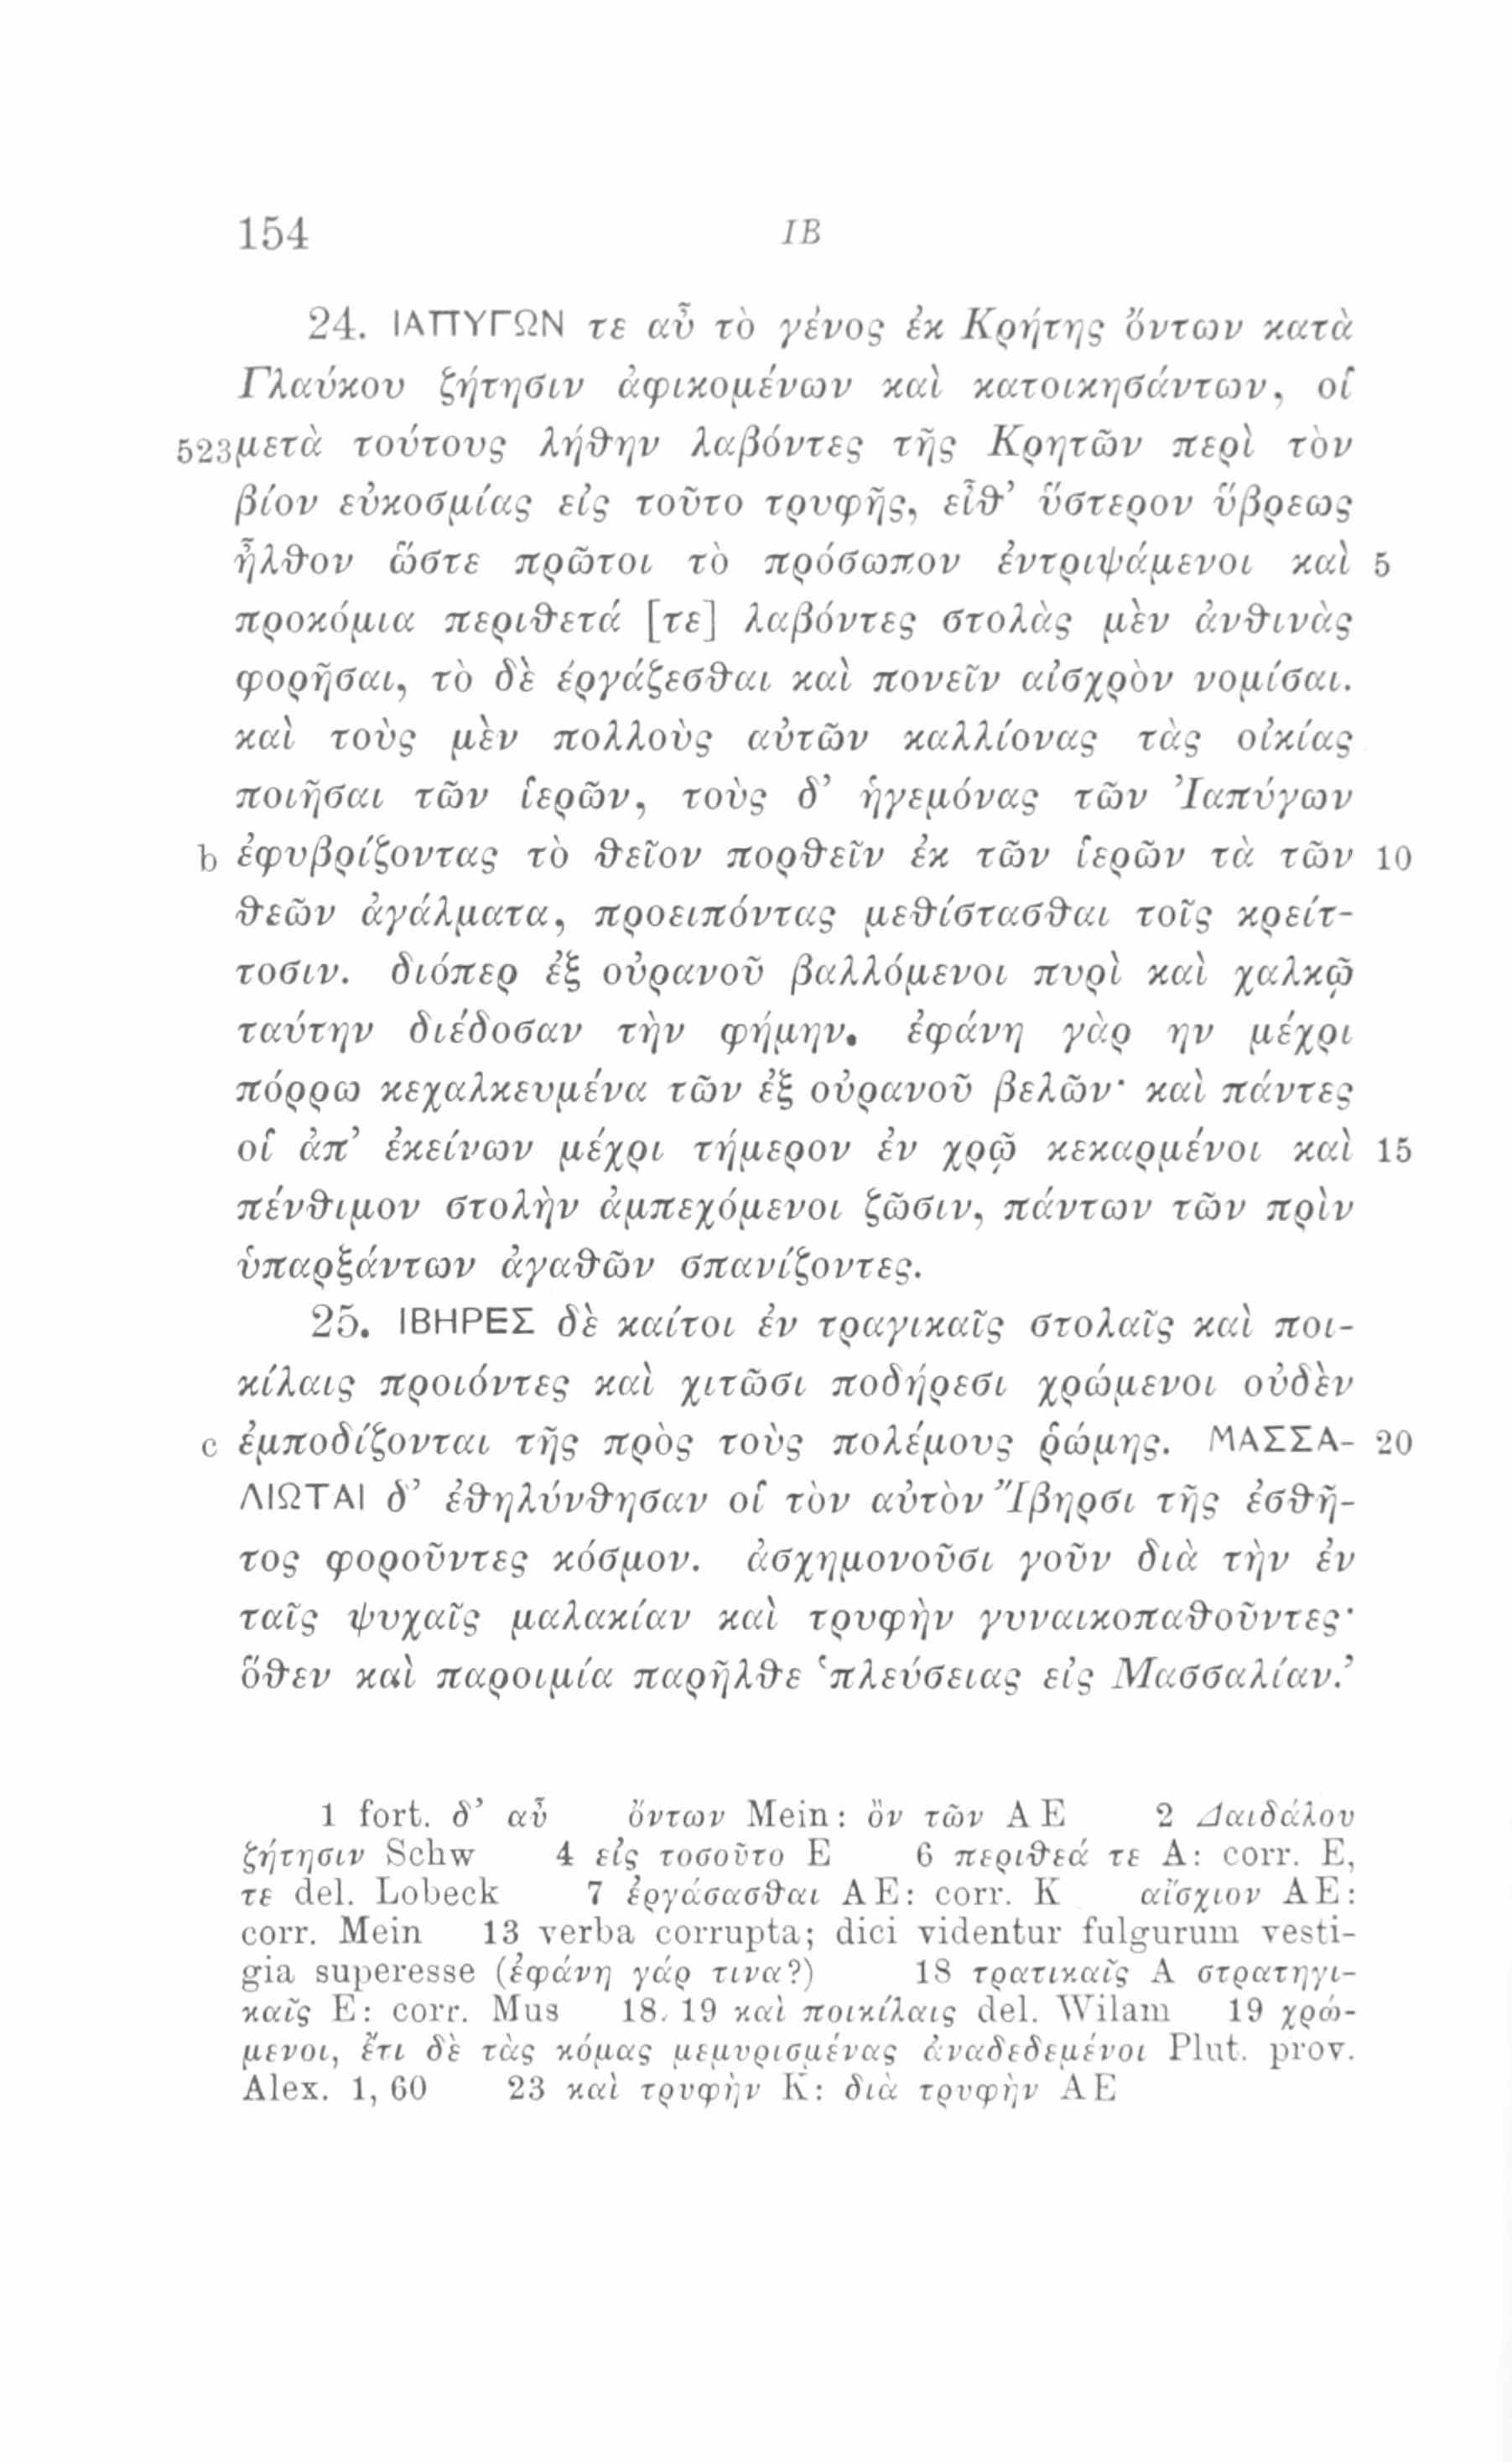 154 ΙΒ
24. ΙΑΠΥΓΩΝ τε αὖ τὸ γένος ἐκ Κρήτης ὄντων κατὰ
Γλαύκου ζήτησιν ἀφικομένων καὶ κατοικησάντων, οἱ
523 μετὰ τούτους λήθην λαβόντες τῆς Κρητῶν περὶ τὸν
βίον εὐκοσμίας εἰς τοῦτο τρυφῆς, εἶθ’ ὕστερον ὕβρεως
ἦλθον ὥστε πρῶτοι τὸ πρόσωπον ἐντριψάμενοι καὶ 5
προκόμια περιθετά [τε] λαβόντες στολὰς μὲν ἀνθινὰς
φορῆσαι, τὸ δὲ ἐργάζεσθαι καὶ πονεῖν αἰσχρὸν νομίσαι.
καὶ τοὺς μὲν πολλοὺς αὐτῶν καλλίονας τὰς οἰκίας
ποιῆσαι τῶν ἱερῶν, τοὺς δ’ ἡγεμόνας τῶν Ἰαπύγων
b ἐφυβρίζοντας τὸ θεῖον πορθεῖν ἐκ τῶν ἱερῶν τὰ τῶν 10
θεῶν ἀγάλματα, προειπόντας μεθίστασθαι τοῖς κρείτ-
τοσιν. διόπερ ἐξ οὐρανοῦ βαλλόμενοι πυρὶ καὶ χαλκῷ
ταύτην διέδοσαν τὴν φήμην. ἐφάνη γὰρ ην μέχρι
πόρρω κεχαλκευμένα τῶν ἐξ οὐρανοῦ βελῶν· καὶ πάντες
οἱ ἀπ’ ἐκείνων μέχρι τήμερον ἐν χρῷ κεκαρμένοι καὶ 15
πένθιμον στολὴν ἀμπεχόμενοι ζῶσιν, πάντων τῶν πρὶν
ὑπαρξάντων ἀγαθῶν σπανίζοντες.
25. ΙΒΗΡΕΣ δὲ καίτοι ἐν τραγικαῖς στολαῖς καὶ ποι-
κίλαις προιόντες καὶ χιτῶσι ποδήρεσι χρώμενοι οὐδὲν
c ἐμποδίζονται τῆς πρὸς τοὺς πολέμους ῥώμης. ΜΑΣΣΑ- 20
ΛΙΩΤΑΙ δ’ ἐθηλύνθησαν οἱ τὸν αὐτὸν Ἴβηρσι τῆς ἐσθῆ-
τος φοροῦντες κόσμον. ἀσχημονοῦσι γοῦν διὰ τὴν ἐν
ταῖς ψυχαῖς μαλακίαν καὶ τρυφὴν γυναικοπαθοῦντες·
ὅθεν καὶ παροιμία παρῆλθε ‘πλεύσειας εἰς Μασσαλίαν.’
1 fort. δ’ αὖ ὄντων Mein: ὂν τῶν A E 2 Δαιδάλου
ζήτησιν Schw 4 εἰς τοσοῦτο E 6 περιθεά τε A: corr. E,
τε del. Lobeck 7 ἐργάσασθαι A E: corr. K αἴσχιον A E:
corr. Mein 13 verba corrupta; dici videntur fulgurum vesti-
gia superesse (ἐφάνη γάρ τινα?) 18 τρατικαῖς A στρατηγι-
καῖς E: corr. Mus 18. 19 καὶ ποικίλαις del. Wilam 19 χρώ-
μενοι, ἔτι δὲ τὰς κόμας μεμυρισμένας ἀναδεδεμένοι Plut. prov.
Alex. 1, 60 23 καὶ τρυφὴν K: διὰ τρυφὴν A E